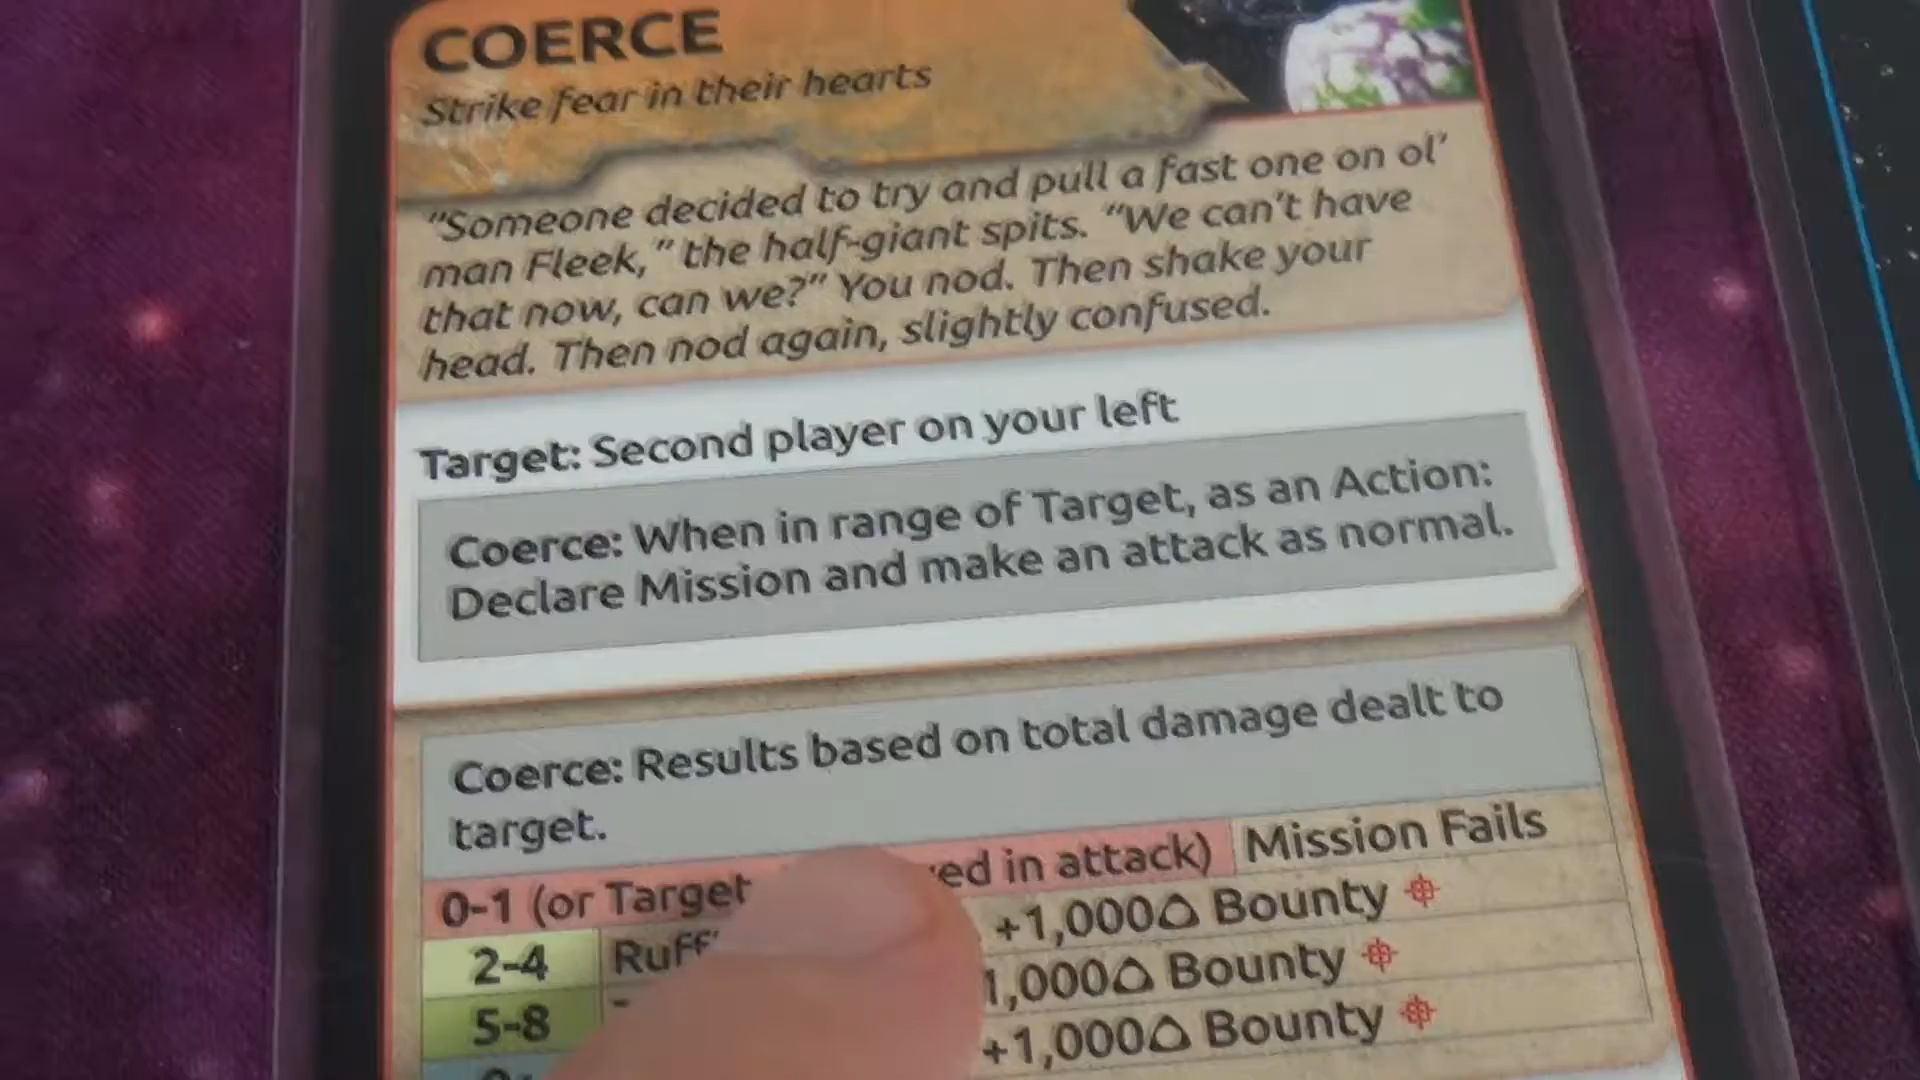 COERCE
Strike fear in their hearts
"Someone decided to try and pull a fast one on ol'
man Fleek," the half-giant spits. "We can't have
that now, can we?" You nod. Then shake your
head. Then nod again, slightly confused.
Target: Second player on your left
Coerce: When in range of Target, as an Action:
Declare Mission and make an attack as normal.
Coerce: Results based on total damage dealt to
target.
0-1 (or Target in attack) Mission Fails
2-4 +1,000 Bounty
5-8 1,000 Bounty
+1,000 Bounty